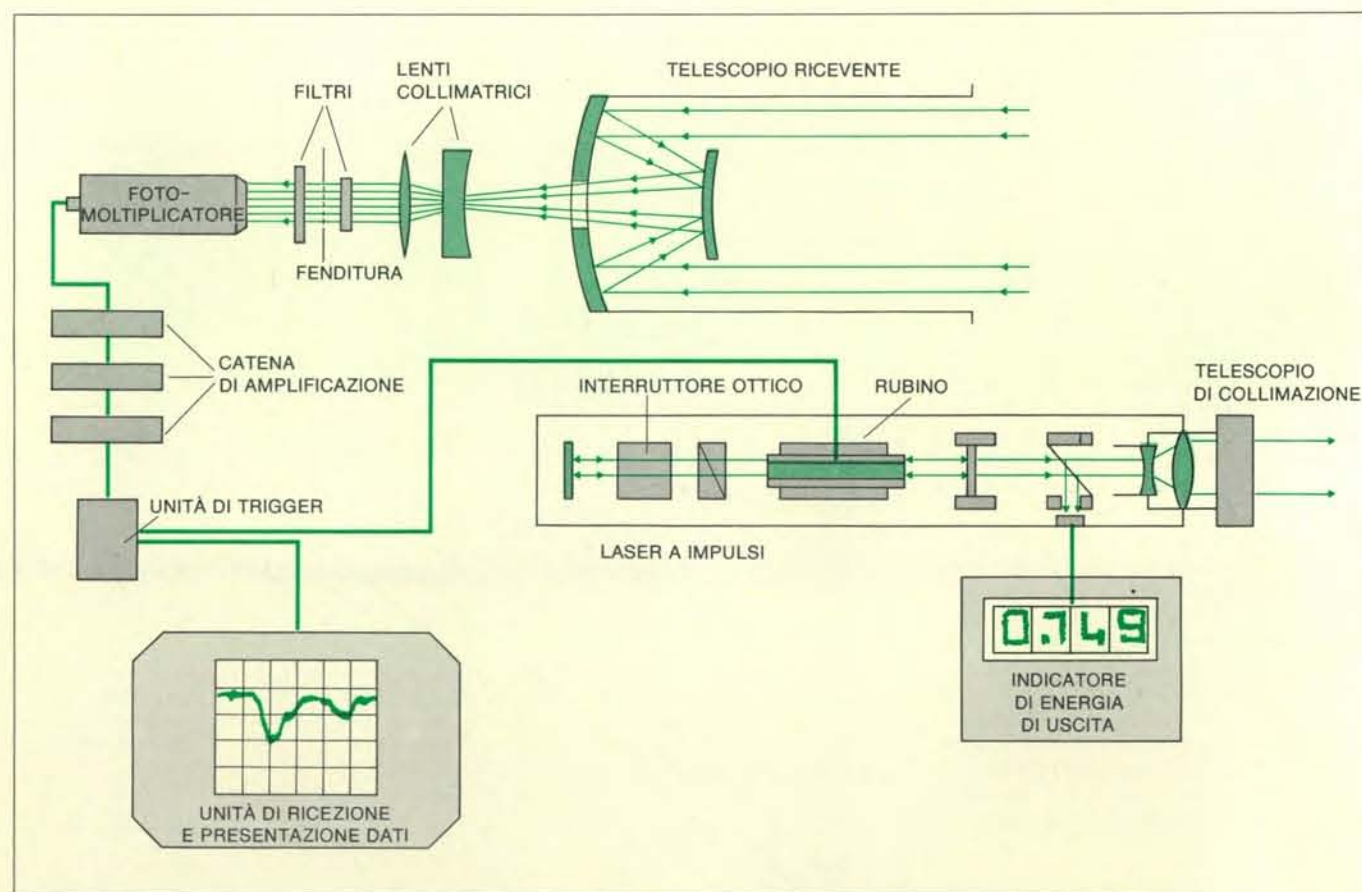 TELESCOPIO RICEVENTE
LENTI
COLLIMATRICI
FILTRI
FOTO-
MOLTIPLICATORE
FENDITURA
CATENA
DI AMPLIFICAZIONE
UNITÀ DI TRIGGER
INTERRUTTORE OTTICO
RUBINO
TELESCOPIO
DI COLLIMAZIONE
LASER A IMPULSI
0.749
INDICATORE
DI ENERGIA
DI USCITA
UNITÀ DI RICEZIONE
E PRESENTAZIONE DATI